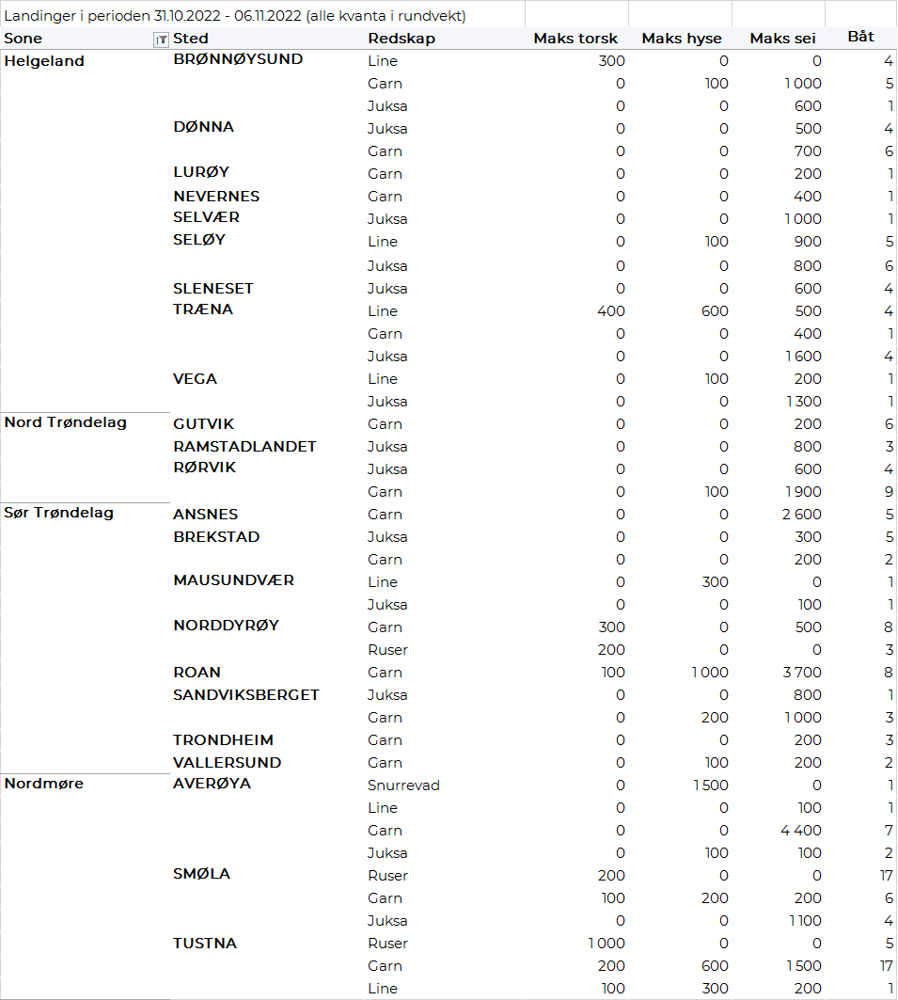 Landinger i perioden 31.10.2022 - 06.11.2022 (alle kvanta i rundvekt)
Sone Sted Redskap Maks torsk Maks hyse Maks sei Båt
Helgeland BRØNNØYSUND Line 300 0 0 4
Garn 0 100 1 000 5
Juksa 0 0 600 1
DØNNA Juksa 0 0 500 4
Garn 0 0 700 6
LURØY Garn 0 0 200 1
NEVERNES Garn 0 0 400 1
SELVÆR Juksa 0 0 1 000 1
SELØY Line 0 100 900 5
Juksa 0 0 800 6
SLENESET Juksa 0 0 600 4
TRÆNA Line 400 600 500 4
Garn 0 0 400 1
Juksa 0 0 1 600 4
VEGA Line 0 100 200 1
Juksa 0 0 1 300 1
Nord Trøndelag GUTVIK Garn 0 0 200 6
RAMSTADLANDET Juksa 0 0 800 3
RØRVIK Juksa 0 0 600 4
Garn 0 100 1 900 9
Sør Trøndelag ANSNES Garn 0 0 2 600 5
BREKSTAD Juksa 0 0 300 5
Garn 0 0 200 2
MAUSUNDVÆR Line 0 300 0 1
Juksa 0 0 100 1
NORDDYRØY Garn 300 0 500 8
Ruser 200 0 0 3
ROAN Garn 100 1 000 3 700 8
SANDVIKSBERGET Juksa 0 0 800 1
Garn 0 200 1 000 3
TRONDHEIM Garn 0 0 200 3
VALLERSUND Garn 0 100 200 2
Nordmøre AVERØYA Snurrevad 0 1 500 0 1
Line 0 0 100 1
Garn 0 0 4 400 7
Juksa 0 100 100 2
SMØLA Ruser 200 0 0 17
Garn 100 200 200 6
Juksa 0 0 1 100 4
TUSTNA Ruser 1 000 0 0 5
Garn 200 600 1 500 17
Line 100 300 200 1